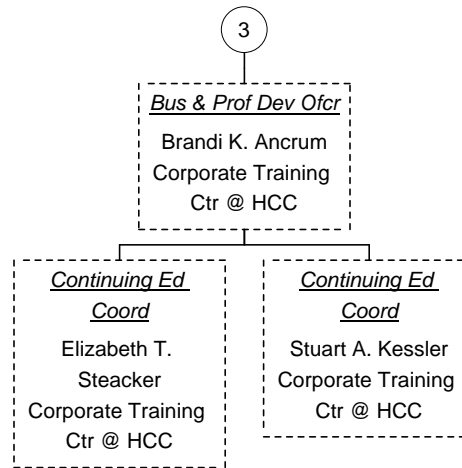 3
Bus & Prof Dev Ofcr
Brandi K. Ancrum
Corporate Training
Ctr @ HCC
Continuing Ed
Coord
Elizabeth T.
Steacker
Corporate Training
Ctr @ HCC
Continuing Ed
Coord
Stuart A. Kessler
Corporate Training
Ctr @ HCC